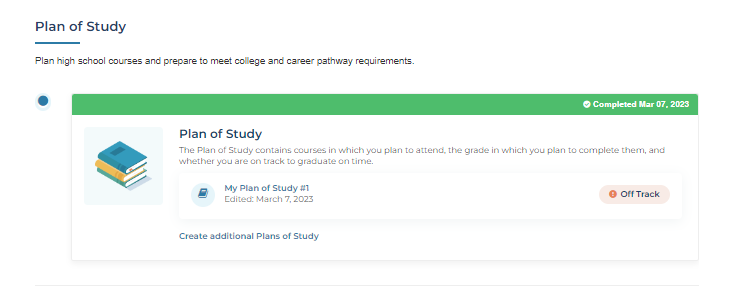 Plan of Study
Plan high school courses and prepare to meet college and career pathway requirements.
Completed Mar 07, 2023
Plan of Study
The Plan of Study contains courses in which you plan to attend, the grade in which you plan to complete them, and
whether you are on track to graduate on time.
My Plan of Study #1
Edited: March 7, 2023
Off Track
Create additional Plans of Study